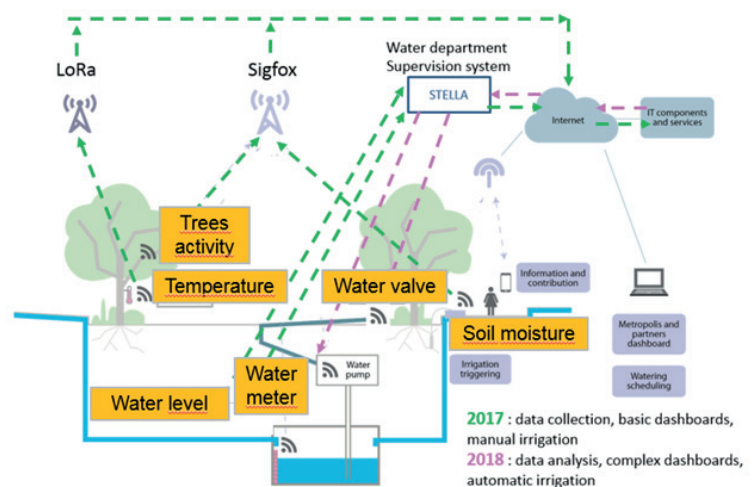 Water department
Supervision system
LoRa
Sigfox
STELLA
Internet
IT components
and services
Trees
activity
Temperature
Water valve
Information and
contribution
Soil moisture
Metropolis and
partners
dashboard
Irrigation
triggering
Water
pump
Water
meter
Water level
Watering
scheduling
2017 : data collection, basic dashboards,
manual irrigation
2018 : data analysis, complex dashboards,
automatic irrigation